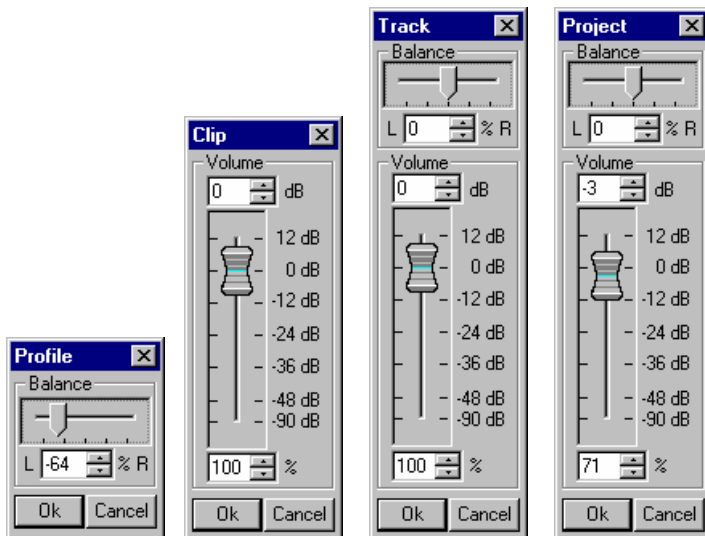 Profile
Balance
L -64 % R
Ok Cancel
Clip
Volume
0 dB
12 dB
0 dB
-12 dB
-24 dB
-36 dB
-48 dB
-90 dB
100 %
Ok Cancel
Track
Balance
L 0 % R
Volume
0 dB
12 dB
0 dB
-12 dB
-24 dB
-36 dB
-48 dB
-90 dB
100 %
Ok Cancel
Project
Balance
L 0 % R
Volume
-3 dB
12 dB
0 dB
-12 dB
-24 dB
-36 dB
-48 dB
-90 dB
71 %
Ok Cancel